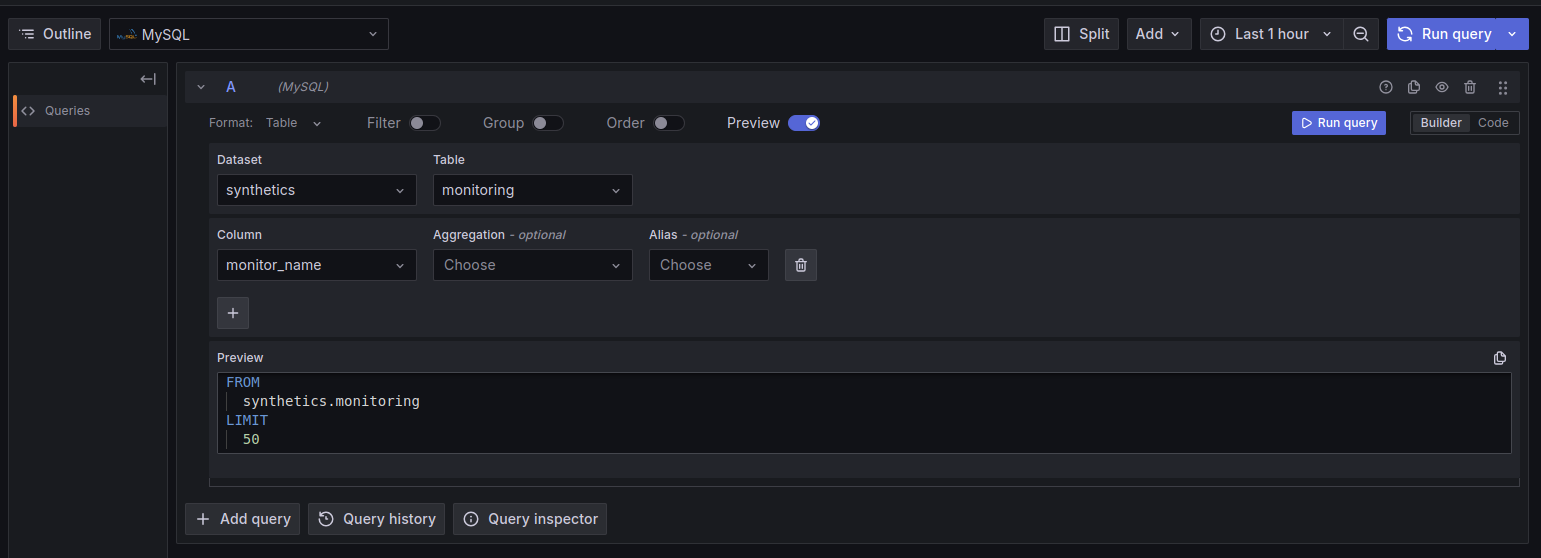 Outline
MySQL
Split
Add
Last 1 hour
Run query
Queries
A
(MySQL)
Format: Table
Filter
Group
Order
Preview
Run query
Builder
Code
Dataset
Table
synthetics
monitoring
Column
Aggregation - optional
Alias - optional
monitor_name
Choose
Choose
Preview
FROM
synthetics.monitoring
LIMIT
50
Add query
Query history
Query inspector